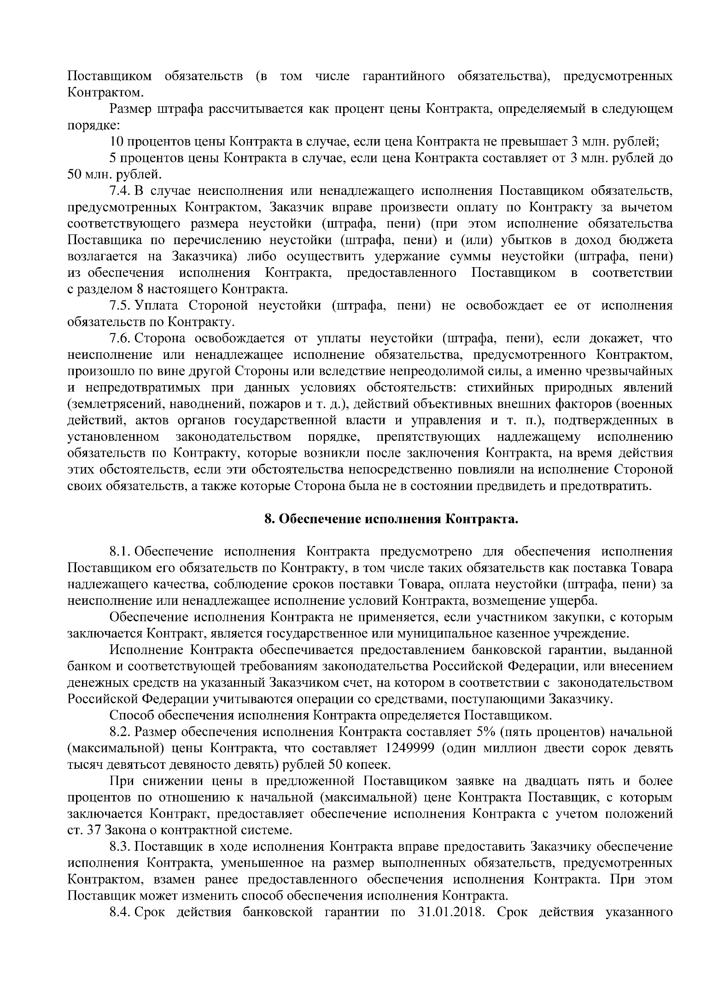 Поставщиком обязательств (в том числе гарантийного обязательства), предусмотренных
Контрактом.
Размер штрафа рассчитывается как процент цены Контракта, определяемый в следующем
порядке:
10 процентов цены Контракта в случае, если цена Контракта не превышает 3 млн. рублей;
5 процентов цены Контракта в случае, если цена Контракта составляет от 3 млн. рублей до
50 млн. рублей.
7.4. В случае неисполнения или ненадлежащего исполнения Поставщиком обязательств,
предусмотренных Контрактом, Заказчик вправе произвести оплату по Контракту за вычетом
соответствующего размера неустойки (штрафа, пени) (при этом исполнение обязательства
Поставщика по перечислению неустойки (штрафа, пени) и (или) убытков в доход бюджета
возлагается на Заказчика) либо осуществить удержание суммы неустойки (штрафа, пени)
из обеспечения исполнения Контракта, предоставленного Поставщиком в соответствии
с разделом 8 настоящего Контракта.
7.5. Уплата Стороной неустойки (штрафа, пени) не освобождает ее от исполнения
обязательств по Контракту.
7.6. Сторона освобождается от уплаты неустойки (штрафа, пени), если докажет, что
неисполнение или ненадлежащее исполнение обязательства, предусмотренного Контрактом,
произошло по вине другой Стороны или вследствие непреодолимой силы, а именно чрезвычайных
и непредотвратимых при данных условиях обстоятельств: стихийных природных явлений
(землетрясений, наводнений, пожаров и т. д.), действий объективных внешних факторов (военных
действий, актов органов государственной власти и управления и т. п.), подтвержденных в
установленном законодательством порядке, препятствующих надлежащему исполнению
обязательств по Контракту, которые возникли после заключения Контракта, на время действия
этих обстоятельств, если эти обстоятельства непосредственно повлияли на исполнение Стороной
своих обязательств, а также которые Сторона была не в состоянии предвидеть и предотвратить.
8. Обеспечение исполнения Контракта.
8.1. Обеспечение исполнения Контракта предусмотрено для обеспечения исполнения
Поставщиком его обязательств по Контракту, в том числе таких обязательств как поставка Товара
надлежащего качества, соблюдение сроков поставки Товара, оплата неустойки (штрафа, пени) за
неисполнение или ненадлежащее исполнение условий Контракта, возмещение ущерба.
Обеспечение исполнения Контракта не применяется, если участником закупки, с которым
заключается Контракт, является государственное или муниципальное казенное учреждение.
Исполнение Контракта обеспечивается предоставлением банковской гарантии, выданной
банком и соответствующей требованиям законодательства Российской Федерации, или внесением
денежных средств на указанный Заказчиком счет, на котором в соответствии с законодательством
Российской Федерации учитываются операции со средствами, поступающими Заказчику.
Способ обеспечения исполнения Контракта определяется Поставщиком.
8.2. Размер обеспечения исполнения Контракта составляет 5% (пять процентов) начальной
(максимальной) цены Контракта, что составляет 1249999 (один миллион двести сорок девять
тысяч девятьсот девяносто девять) рублей 50 копеек.
При снижении цены в предложенной Поставщиком заявке на двадцать пять и более
процентов по отношению к начальной (максимальной) цене Контракта Поставщик, с которым
заключается Контракт, предоставляет обеспечение исполнения Контракта с учетом положений
ст. 37 Закона о контрактной системе.
8.3. Поставщик в ходе исполнения Контракта вправе предоставить Заказчику обеспечение
исполнения Контракта, уменьшенное на размер выполненных обязательств, предусмотренных
Контрактом, взамен ранее предоставленного обеспечения исполнения Контракта. При этом
Поставщик может изменить способ обеспечения исполнения Контракта.
8.4. Срок действия банковской гарантии по 31.01.2018. Срок действия указанного